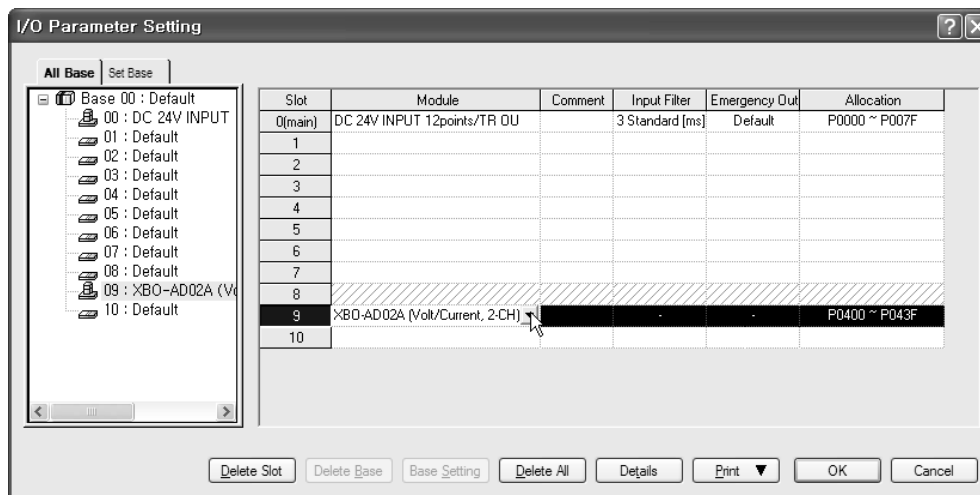 I/O Parameter Setting
All Base Set Base
Base 00 : Default
00 : DC 24V INPUT
01 : Default
02 : Default
03 : Default
04 : Default
05 : Default
06 : Default
07 : Default
08 : Default
09 : XBO-AD02A (Vo
10 : Default
Slot Module Comment Input Filter Emergency Out Allocation
0(main) DC 24V INPUT 12points/TR OU 3 Standard [ms] Default P0000 ~ P007F
1
2
3
4
5
6
7
8
9 XBO-AD02A (Volt/Current, 2-CH) - - P0400 ~ P043F
10
Delete Slot Delete Base Base Setting Delete All Details Print ▼ OK Cancel